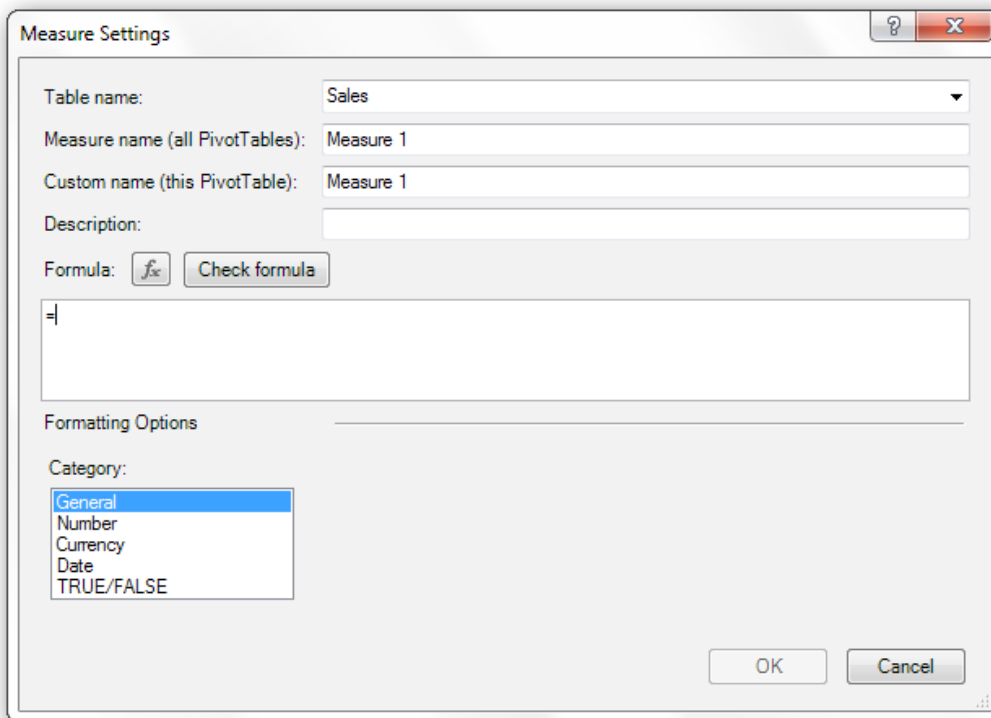 Measure Settings
?
Table name: Sales
Measure name (all PivotTables): Measure 1
Custom name (this PivotTable): Measure 1
Description:
Formula: fx Check formula
=
Formatting Options
Category:
General
Number
Currency
Date
TRUE/FALSE
OK Cancel